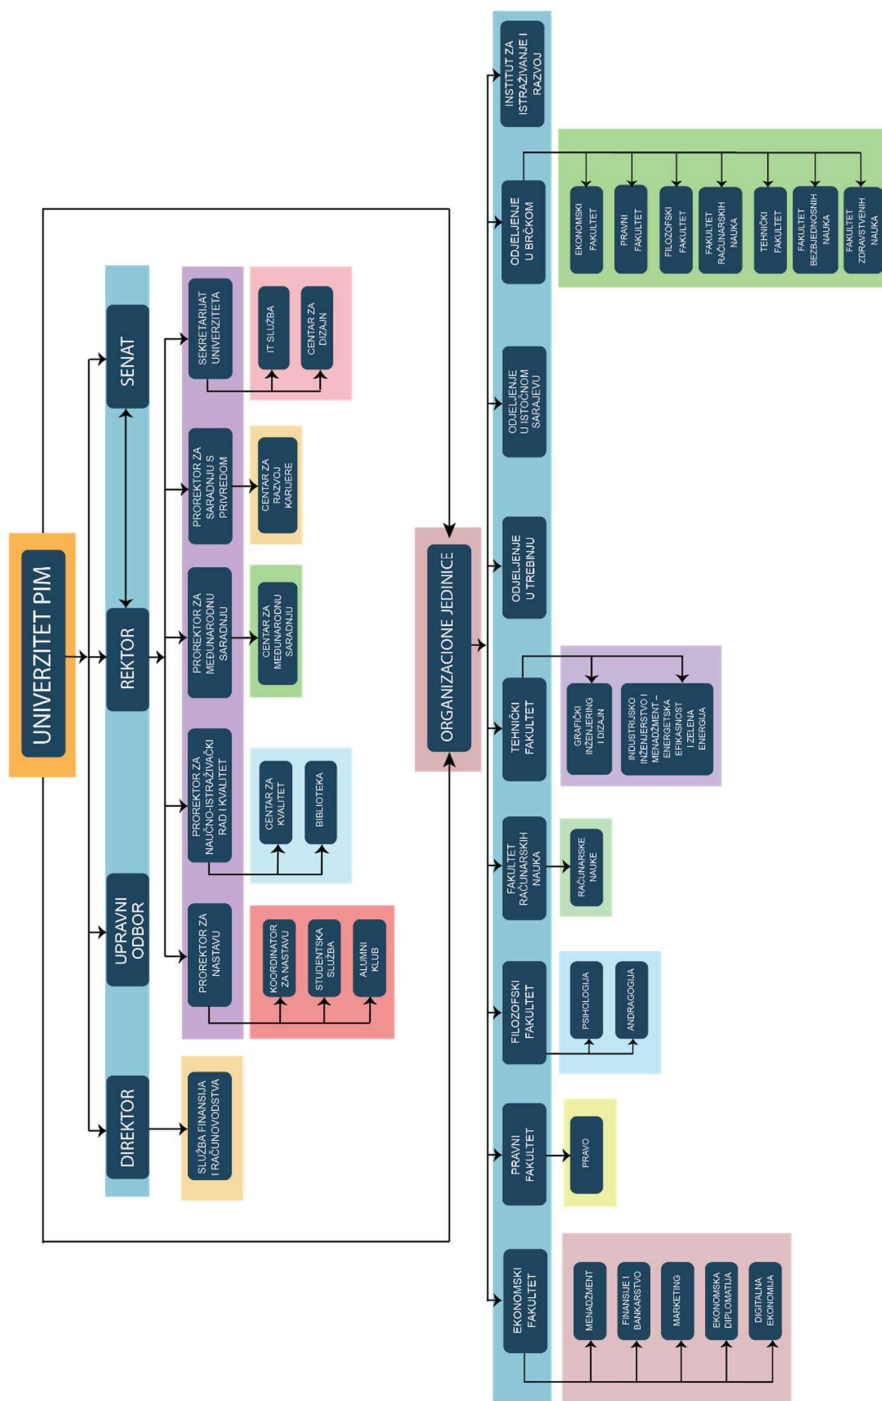 UNIVERZITET PIM
DIREKTOR
UPRAVNI
ODBOR
REKTOR
SENAT
SLUŽBA FINANSIJA
I RAČUNOVODSTVA
PROREKTOR ZA
NASTAVU
PROREKTOR ZA
NAUČNO-ISTRAŽIVAČKI
RAD I KVALITET
PROREKTOR ZA
MEĐUNARODNU
SARADNJU
PROREKTOR ZA
SARADNJU S
PRIVREDOM
SEKRETARIJAT
UNIVERZITETA
KOORDINATOR
ZA NASTAVU
STUDENTSKA
SLUŽBA
ALUMNI
KLUB
CENTAR ZA
KVALITET
BIBLIOTEKA
CENTAR ZA
MEĐUNARODNU
SARADNJU
CENTAR ZA
RAZVOJ
KARIJERE
IT SLUŽBA
CENTAR ZA
DIZAJN
ORGANIZACIONE JEDINICE
EKONOMSKI
FAKULTET
PRAVNI
FAKULTET
FILOZOFSKI
FAKULTET
FAKULTET
RAČUNARSKIH
NAUKA
TEHNIČKI
FAKULTET
ODJELJENJE
U TREBINJU
ODJELJENJE
U ISTOČNOM
SARAJEVU
ODJELJENJE
U BRČKOM
INSTITUT ZA
ISTRAŽIVANJE I
RAZVOJ
MENADŽMENT
FINANSIJE I
BANKARSTVO
MARKETING
EKONOMSKA
DIPLOMATIJA
DIGITALNA
EKONOMIJA
PRAVO
PSIHOLOGIJA
ANDRAGOGIJA
RAČUNARSKE
NAUKE
GRAFIČKI
INŽENJERING
I DIZAJN
INDUSTRIJSKO
INŽENJERSTVO I
MENADŽMENT –
ENERGETSKA
EFIKASNOST
I ZELENA
ENERGIJA
EKONOMSKI
FAKULTET
PRAVNI
FAKULTET
FILOZOFSKI
FAKULTET
FAKULTET
RAČUNARSKIH
NAUKA
TEHNIČKI
FAKULTET
FAKULTET
BEZBJEDNOSNIH
NAUKA
FAKULTET
ZDRAVSTVENIH
NAUKA